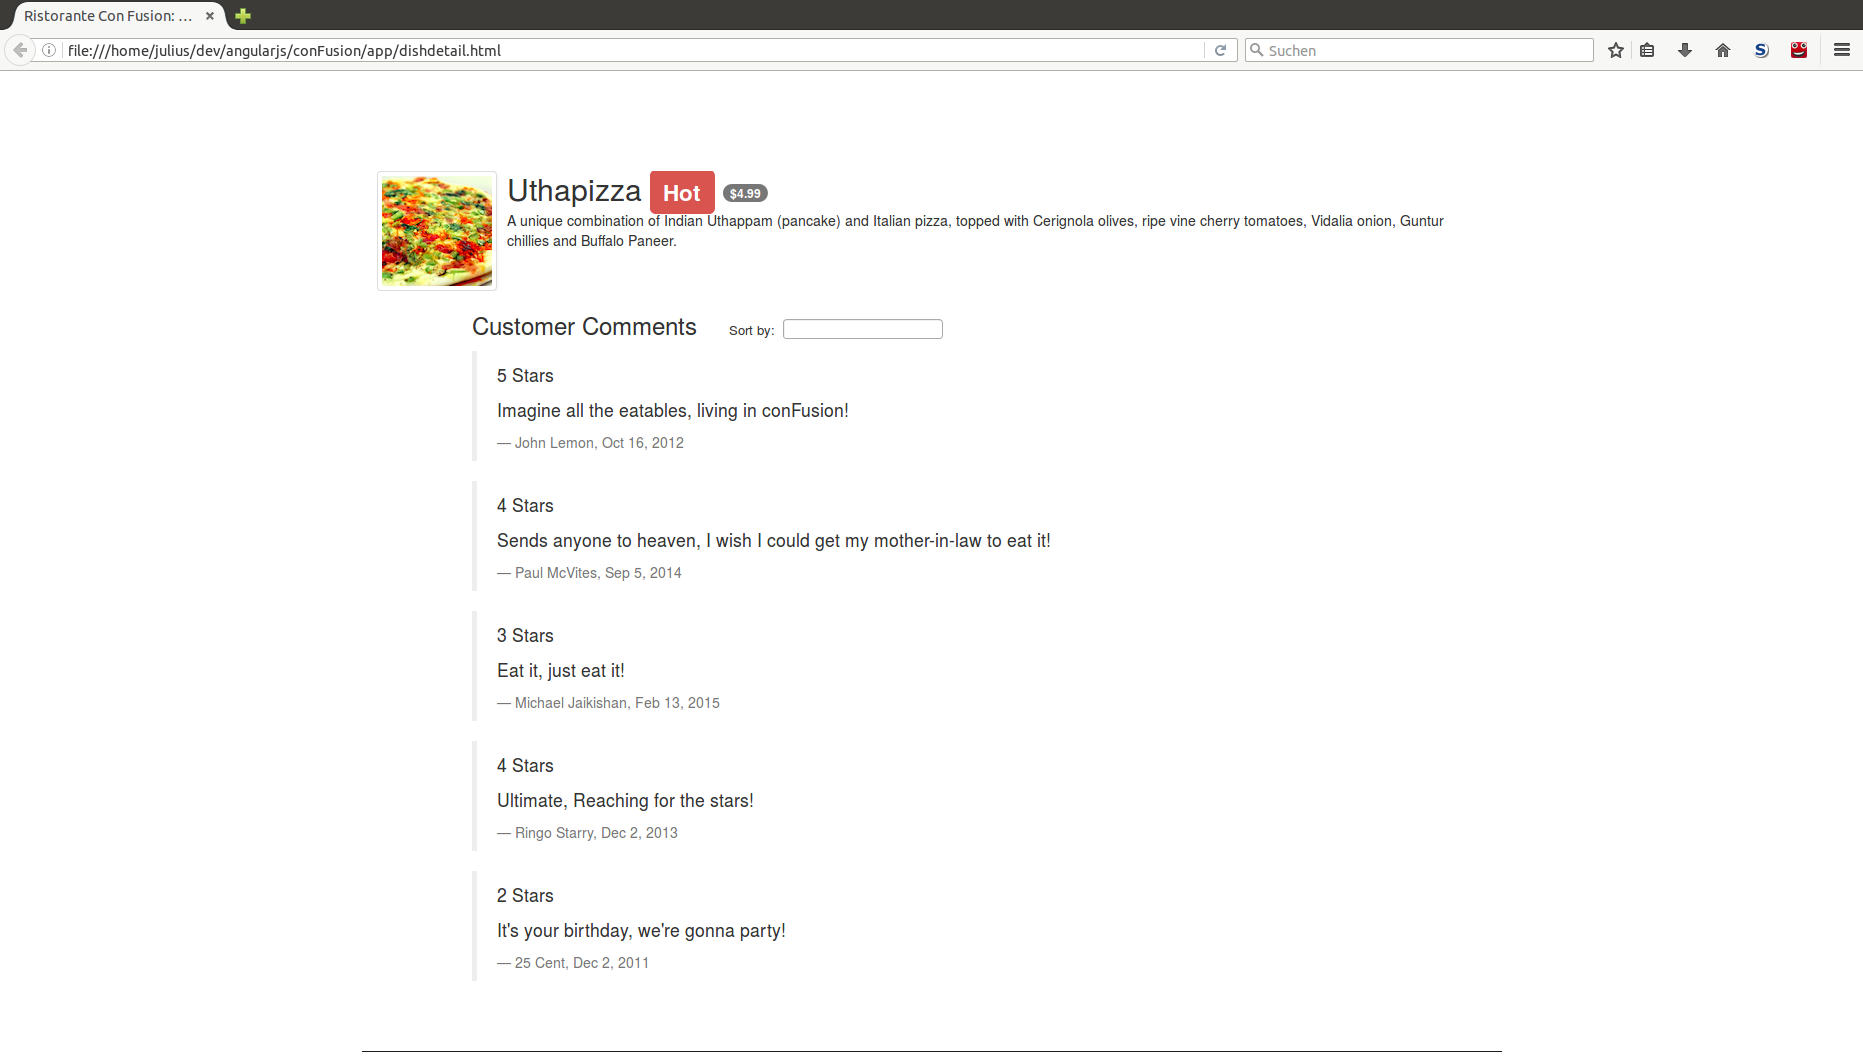 Ristorante Con Fusion: ...
file:///home/julius/dev/angularjs/conFusion/app/dishdetail.html
Suchen
Uthapizza Hot $4.99
A unique combination of Indian Uthappam (pancake) and Italian pizza, topped with Cerignola olives, ripe vine cherry tomatoes, Vidalia onion, Guntur
chillies and Buffalo Paneer.
Customer Comments Sort by:
5 Stars
Imagine all the eatables, living in conFusion!
— John Lemon, Oct 16, 2012
4 Stars
Sends anyone to heaven, I wish I could get my mother-in-law to eat it!
— Paul McVites, Sep 5, 2014
3 Stars
Eat it, just eat it!
— Michael Jaikishan, Feb 13, 2015
4 Stars
Ultimate, Reaching for the stars!
— Ringo Starry, Dec 2, 2013
2 Stars
It's your birthday, we're gonna party!
— 25 Cent, Dec 2, 2011